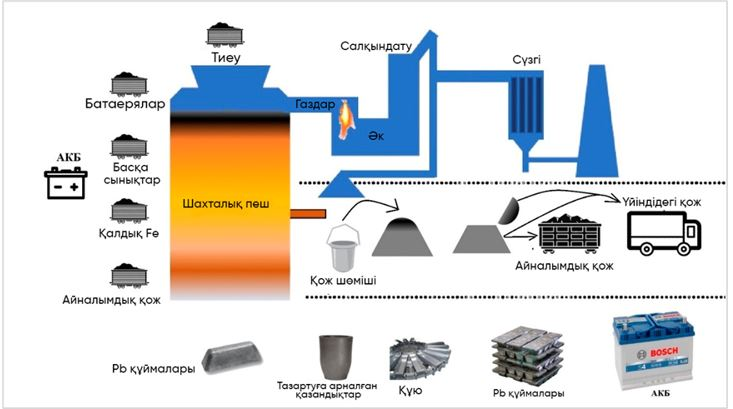 Тиеу
Салқындату
Сүзгі
Батаерялар
Газдар
Әк
АКБ
Басқа
сынықтар
Шахталық пеш
Қалдық Fe
Айналымдық қож
Қож шөміші
Үйіндідегі қож
Айналымдық қож
Pb құймалары
Тазартуға арналған
қазандықтар
Құю
Pb құймалары
BOSCH
АКБ